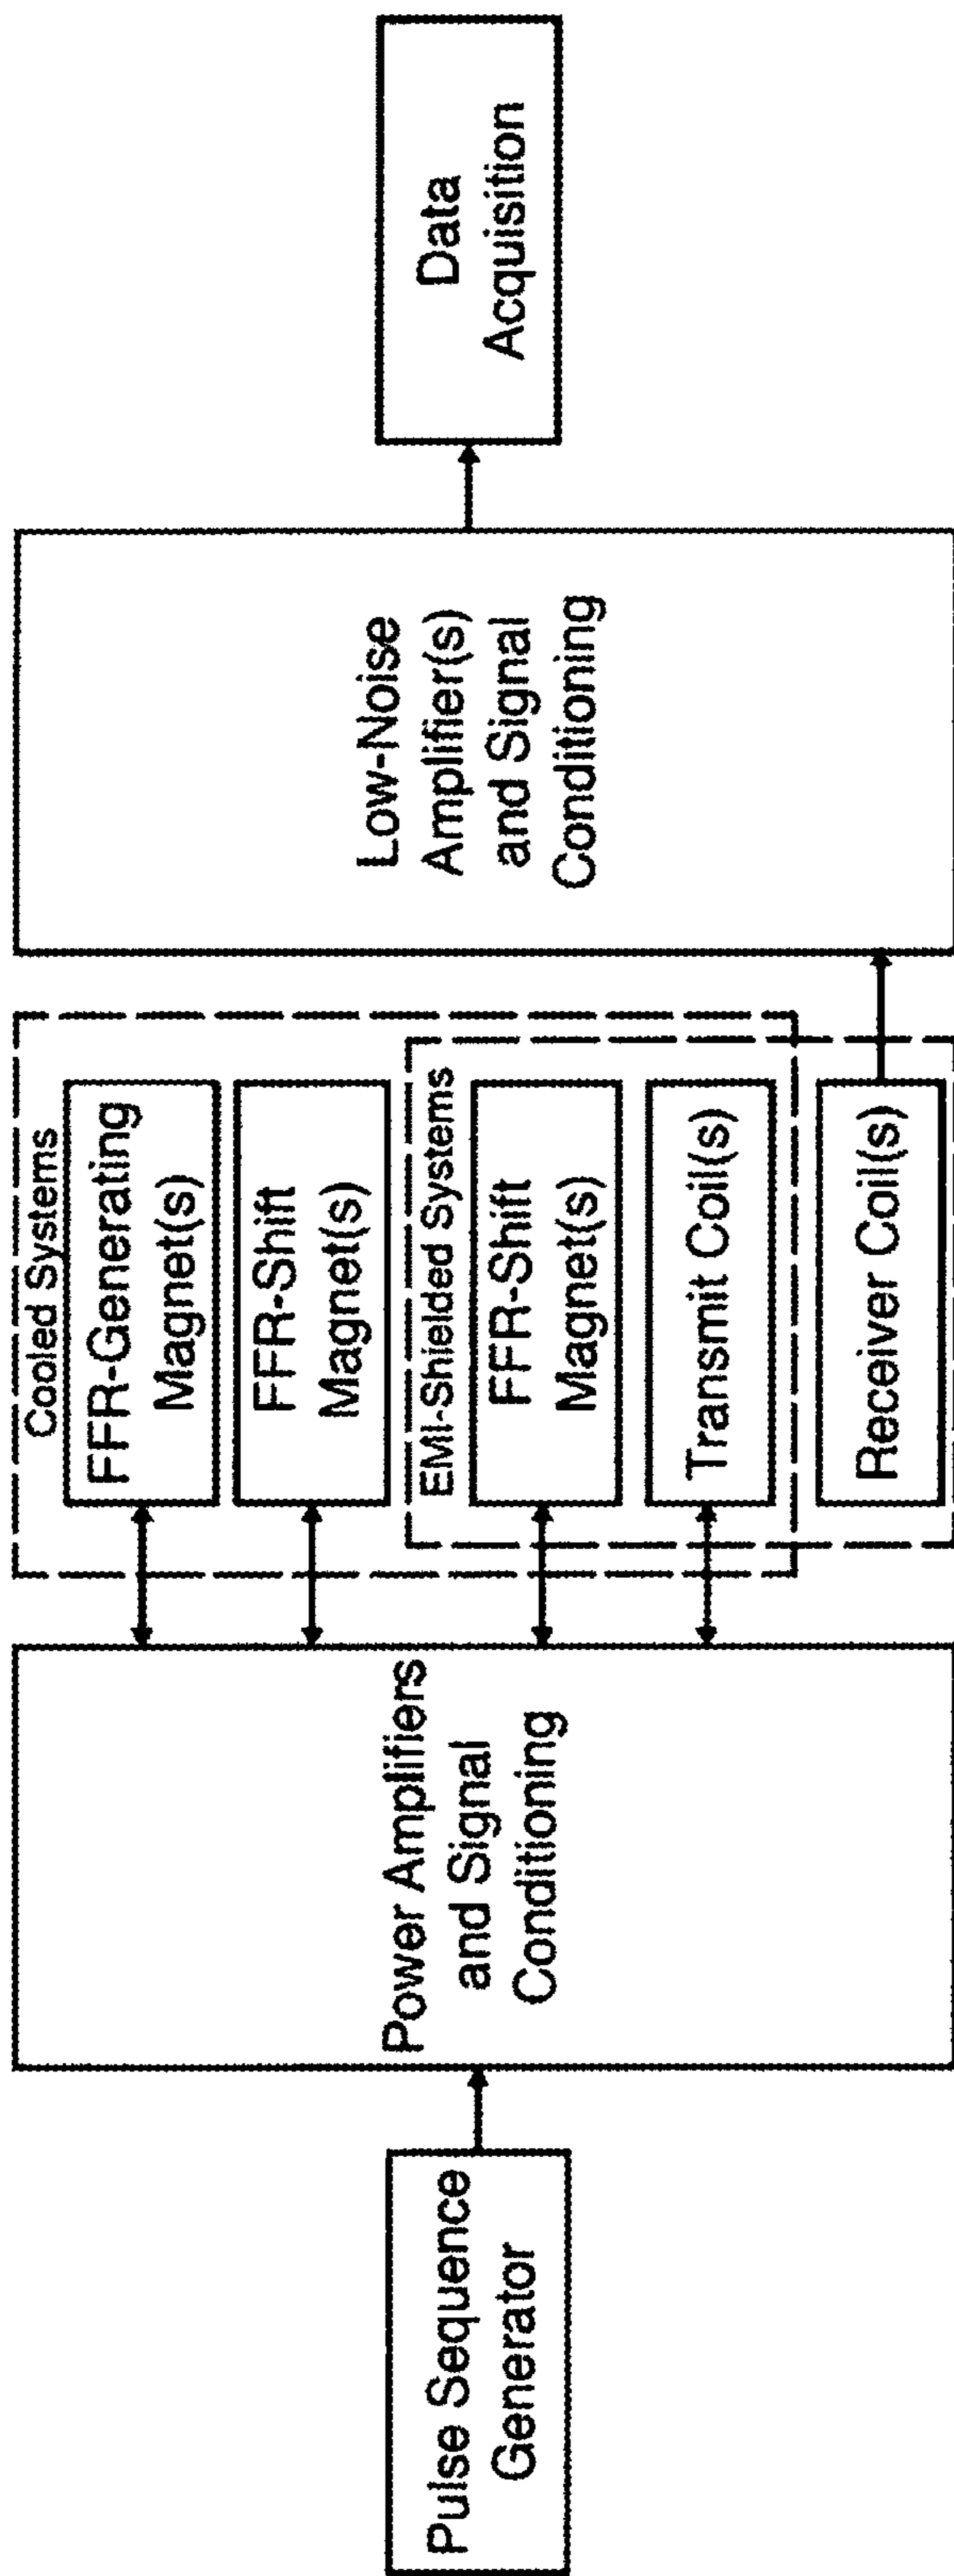 Pulse Sequence
Generator
Power Amplifiers
and Signal
Conditioning
Cooled Systems
FFR-Generating
Magnet(s)
FFR-Shift
Magnet(s)
EMI-Shielded Systems
FFR-Shift
Magnet(s)
Transmit Coil(s)
Receiver Coil(s)
Low-Noise
Amplifier(s)
and Signal
Conditioning
Data
Acquisition